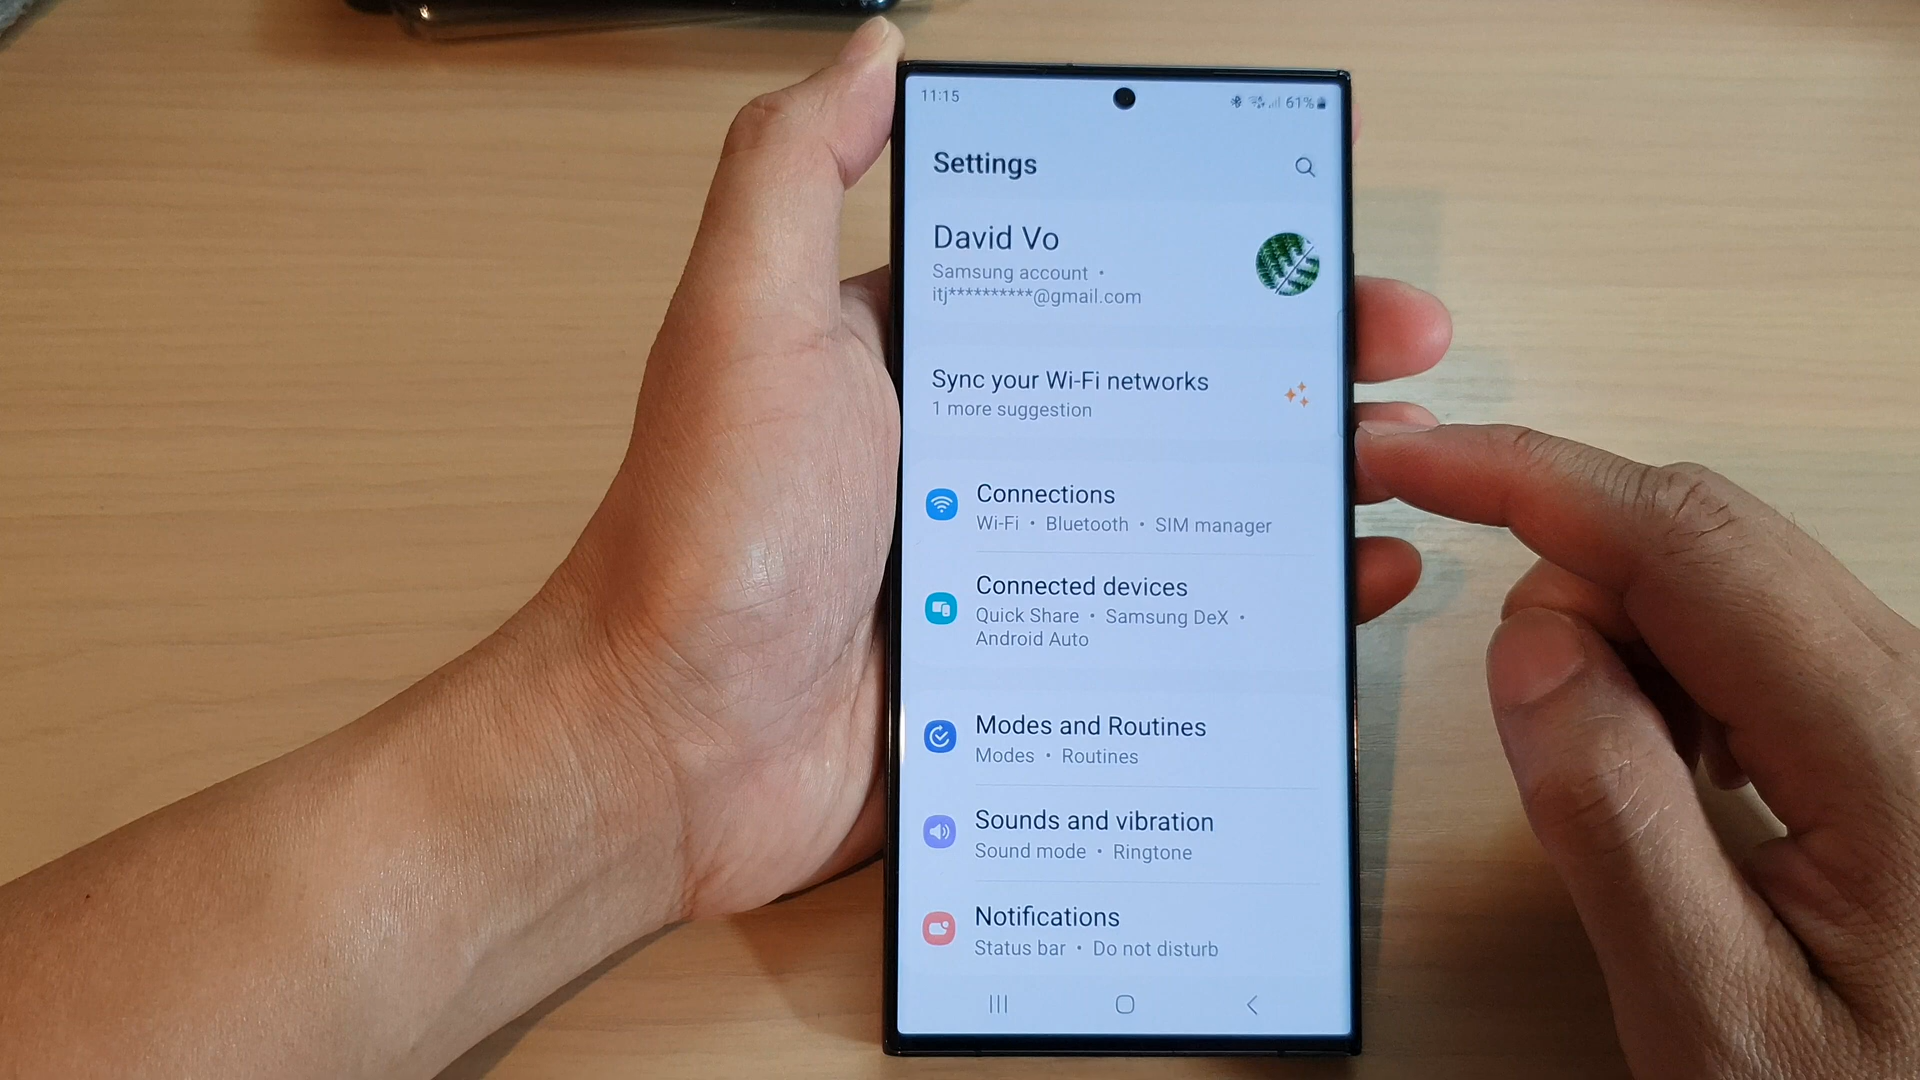 11:15
61%
Settings
David Vo
Samsung account •
itj**********@gmail.com
Sync your Wi-Fi networks
1 more suggestion
Connections
Wi-Fi • Bluetooth • SIM manager
Connected devices
Quick Share • Samsung DeX •
Android Auto
Modes and Routines
Modes • Routines
Sounds and vibration
Sound mode • Ringtone
Notifications
Status bar • Do not disturb